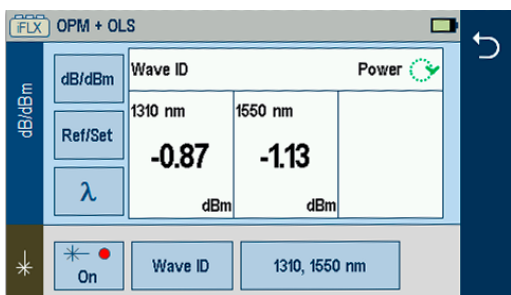 iFLX OPM + OLS
dB/dBm
dB/dBm
Ref/Set
λ
Wave ID Power
1310 nm 1550 nm
-0.87 -1.13
dBm dBm
On
Wave ID
1310, 1550 nm